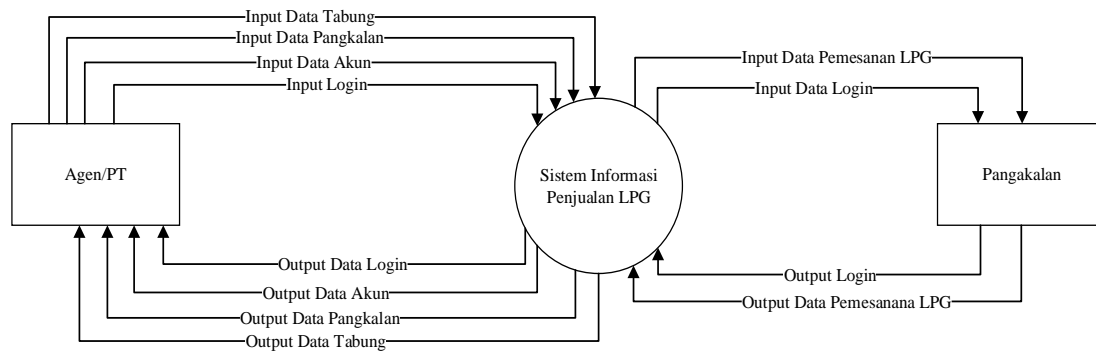 Input Data Tabung
Input Data Pangkalan
Input Data Akun
Input Login
Input Data Pemesanan LPG
Input Data Login
Agen/PT
Sistem Informasi
Penjualan LPG
Pangakalan
Output Data Login
Output Data Akun
Output Data Pangkalan
Output Data Tabung
Output Login
Output Data Pemesanana LPG